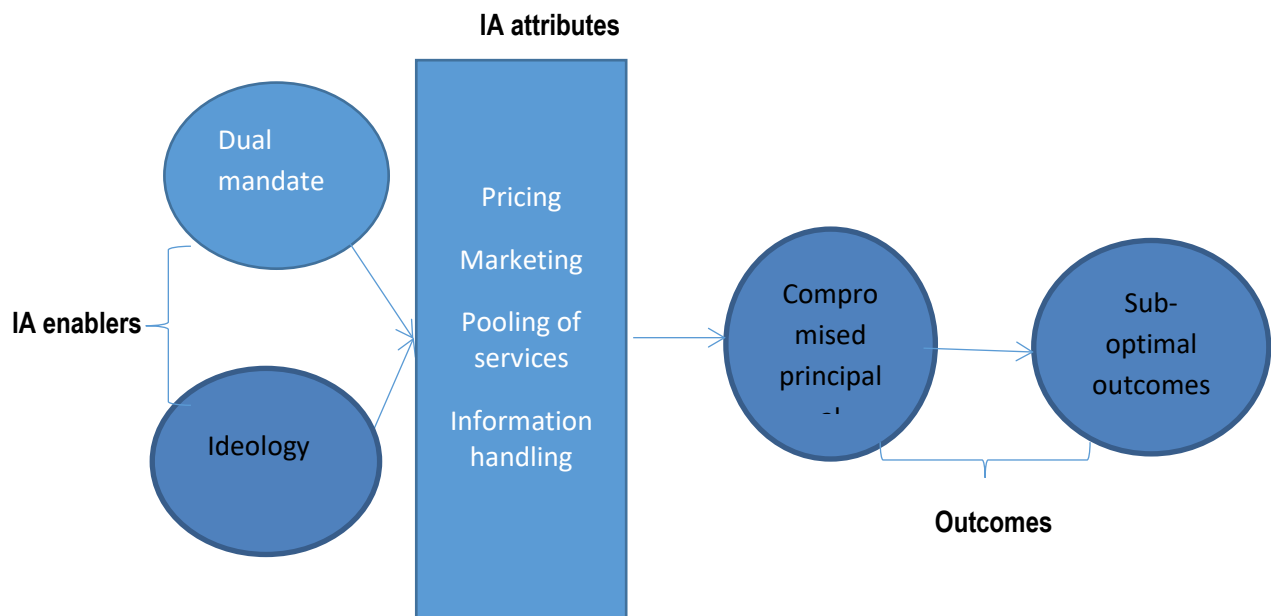 IA attributes
Dual
mandate
IA enablers
Ideology
Pricing
Marketing
Pooling of
services
Information
handling
Compro
mised
principal
Sub-
optimal
outcomes
Outcomes